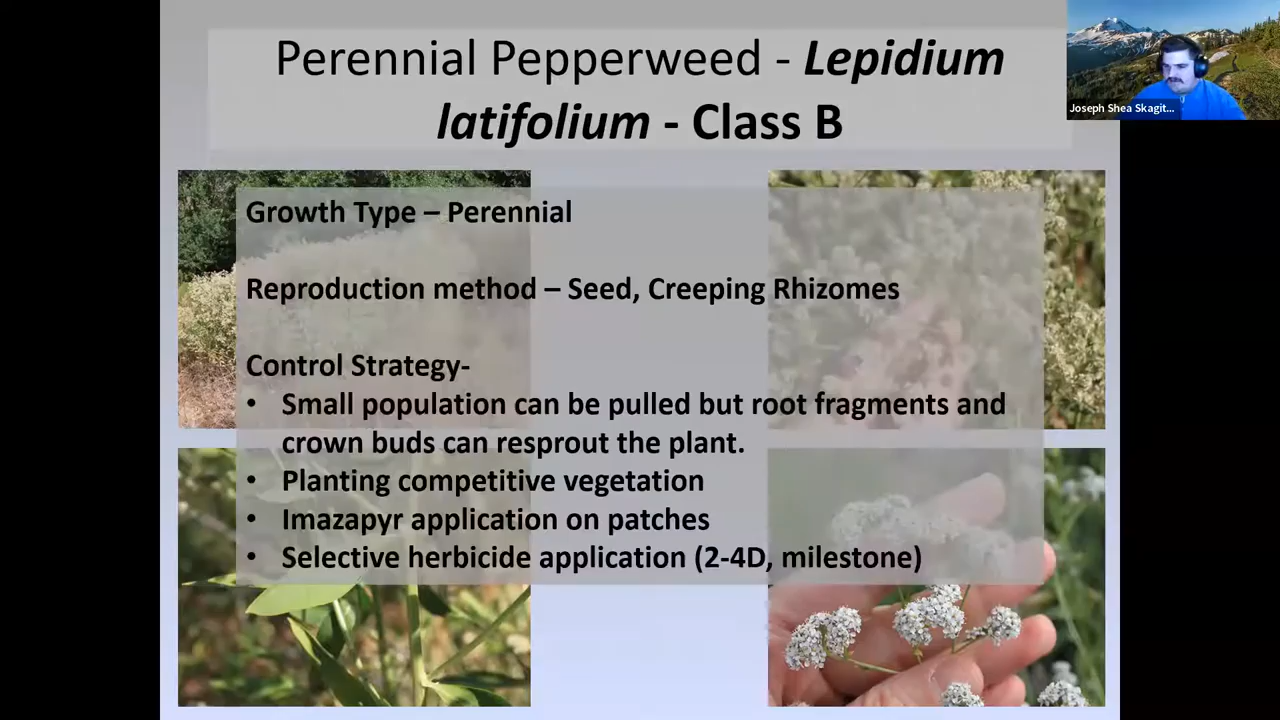 Perennial Pepperweed - Lepidium
latifolium - Class B
Joseph Shea Skagit...
Growth Type – Perennial
Reproduction method – Seed, Creeping Rhizomes
Control Strategy-
• Small population can be pulled but root fragments and
crown buds can resprout the plant.
• Planting competitive vegetation
• Imazapyr application on patches
• Selective herbicide application (2-4D, milestone)